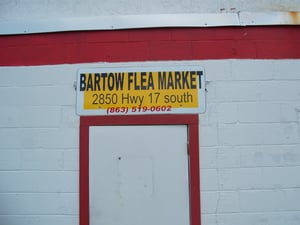 BARTOW FLEA MARKET
2850 Hwy 17 south
(863) 519-0602